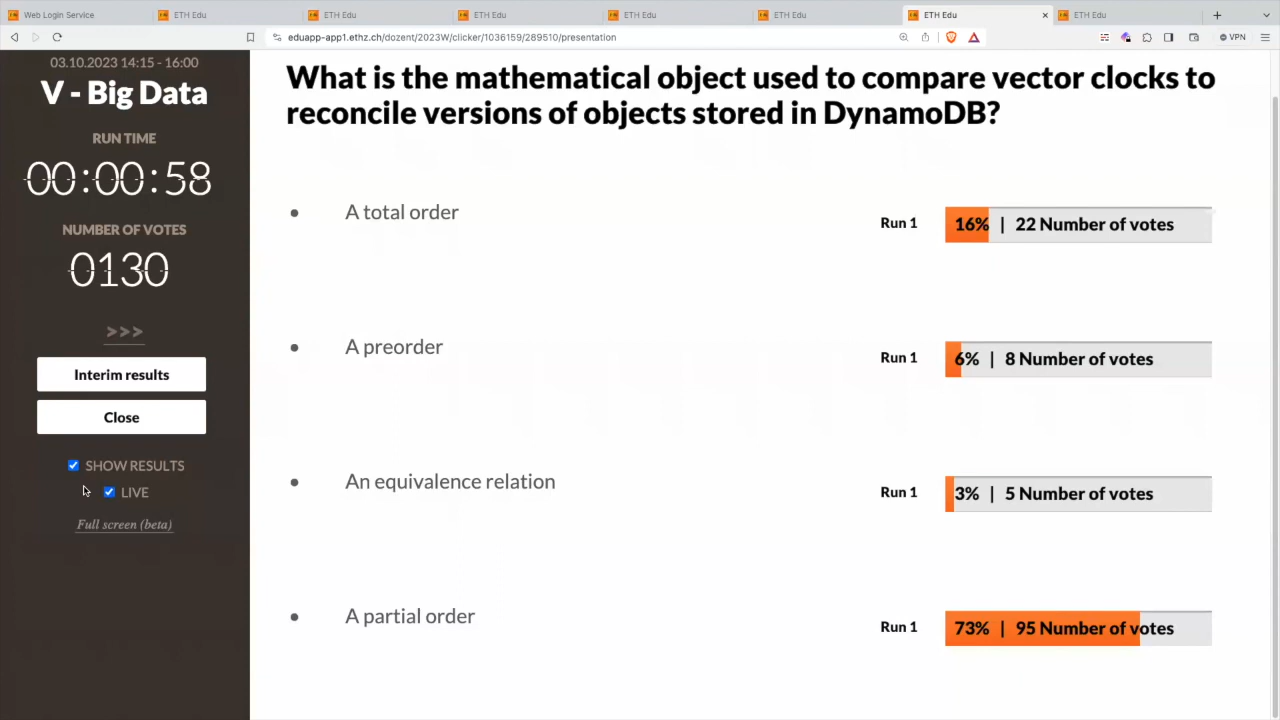 Web Login Service
ETH Edu
ETH Edu
ETH Edu
ETH Edu
ETH Edu
ETH Edu
ETH Edu
eduapp-app1.ethz.ch/dozent/2023W/clicker/1036159/289510/presentation
VPN
03.10.2023 14:15 - 16:00
V - Big Data
RUN TIME
00:00:58
NUMBER OF VOTES
0130
>>>
Interim results
Close
SHOW RESULTS
LIVE
Full screen (beta)
What is the mathematical object used to compare vector clocks to
reconcile versions of objects stored in DynamoDB?
A total order
Run 1
16% | 22 Number of votes
A preorder
Run 1
6% | 8 Number of votes
An equivalence relation
Run 1
3% | 5 Number of votes
A partial order
Run 1
73% | 95 Number of votes